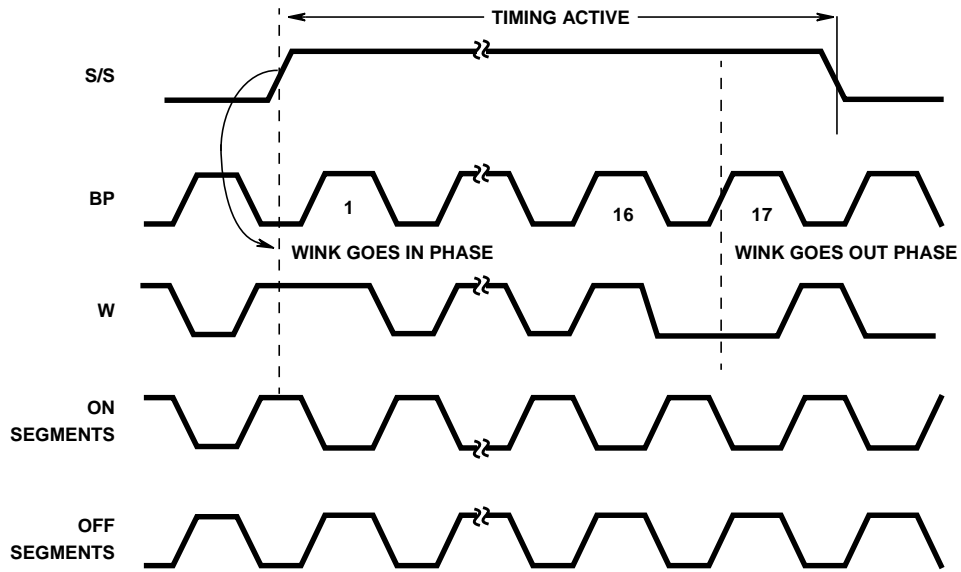 TIMING ACTIVE
S/S
BP
1
16
17
WINK GOES IN PHASE
WINK GOES OUT PHASE
W
ON
SEGMENTS
OFF
SEGMENTS